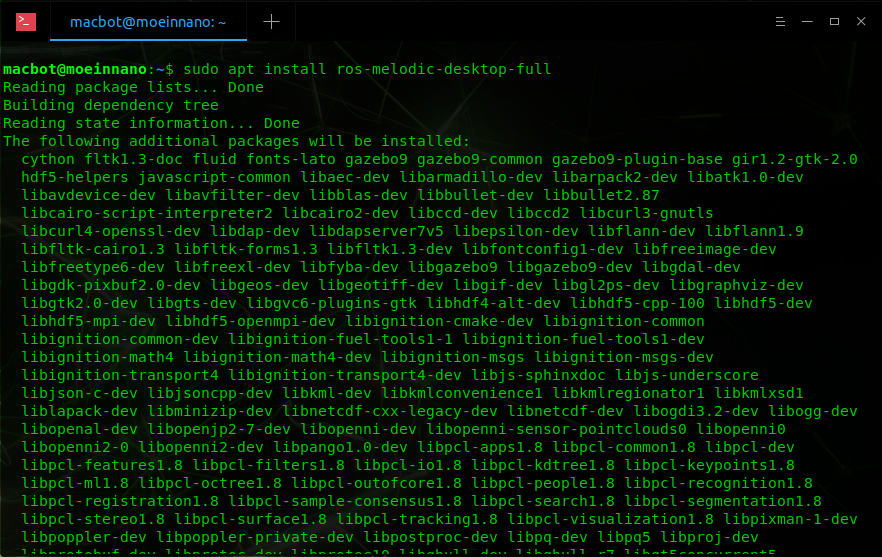 macbot@moeinnano: ~
macbot@moeinnano:~$ sudo apt install ros-melodic-desktop-full
Reading package lists... Done
Building dependency tree
Reading state information... Done
The following additional packages will be installed:
cython fltk1.3-doc fluid fonts-lato gazebo9 gazebo9-common gazebo9-plugin-base gir1.2-gtk-2.0
hdf5-helpers javascript-common libaec-dev libarmadillo-dev libarpack2-dev libatk1.0-dev
libavdevice-dev libavfilter-dev libblas-dev libbullet-dev libbullet2.87
libcairo-script-interpreter2 libcairo2-dev libccd-dev libccd2 libcurl3-gnutls
libcurl4-openssl-dev libdap-dev libdapserver7v5 libepsilon-dev libflann-dev libflann1.9
libfltk-cairo1.3 libfltk-forms1.3 libfltk1.3-dev libfontconfig1-dev libfreeimage-dev
libfreetype6-dev libfreexl-dev libfyba-dev libgazebo9 libgazebo9-dev libgdal-dev
libgdk-pixbuf2.0-dev libgeos-dev libgeotiff-dev libgif-dev libgl2ps-dev libgraphviz-dev
libgtk2.0-dev libgts-dev libgvc6-plugins-gtk libhdf4-alt-dev libhdf5-cpp-100 libhdf5-dev
libhdf5-mpi-dev libhdf5-openmpi-dev libignition-cmake-dev libignition-common
libignition-common-dev libignition-fuel-tools1-1 libignition-fuel-tools1-dev
libignition-math4 libignition-math4-dev libignition-msgs libignition-msgs-dev
libignition-transport4 libignition-transport4-dev libjs-sphinxdoc libjs-underscore
libjson-c-dev libjsoncpp-dev libkml-dev libkmlconvenience1 libkmlregionator1 libkmlxsd1
liblapack-dev libminizip-dev libnetcdf-cxx-legacy-dev libnetcdf-dev libogdi3.2-dev libogg-dev
libopenal-dev libopenjp2-7-dev libopenni-dev libopenni-sensor-pointclouds0 libopenni0
libopenni2-0 libopenni2-dev libpango1.0-dev libpcl-apps1.8 libpcl-common1.8 libpcl-dev
libpcl-features1.8 libpcl-filters1.8 libpcl-io1.8 libpcl-kdtree1.8 libpcl-keypoints1.8
libpcl-ml1.8 libpcl-octree1.8 libpcl-outofcore1.8 libpcl-people1.8 libpcl-recognition1.8
libpcl-registration1.8 libpcl-sample-consensus1.8 libpcl-search1.8 libpcl-segmentation1.8
libpcl-stereo1.8 libpcl-surface1.8 libpcl-tracking1.8 libpcl-visualization1.8 libpixman-1-dev
libpoppler-dev libpoppler-private-dev libpostproc-dev libpq-dev libpq5 libproj-dev
libprotobuf-dev libprotoc-dev libprotoc10 libqhull-dev libqhull-r7 libqt5concurrent5